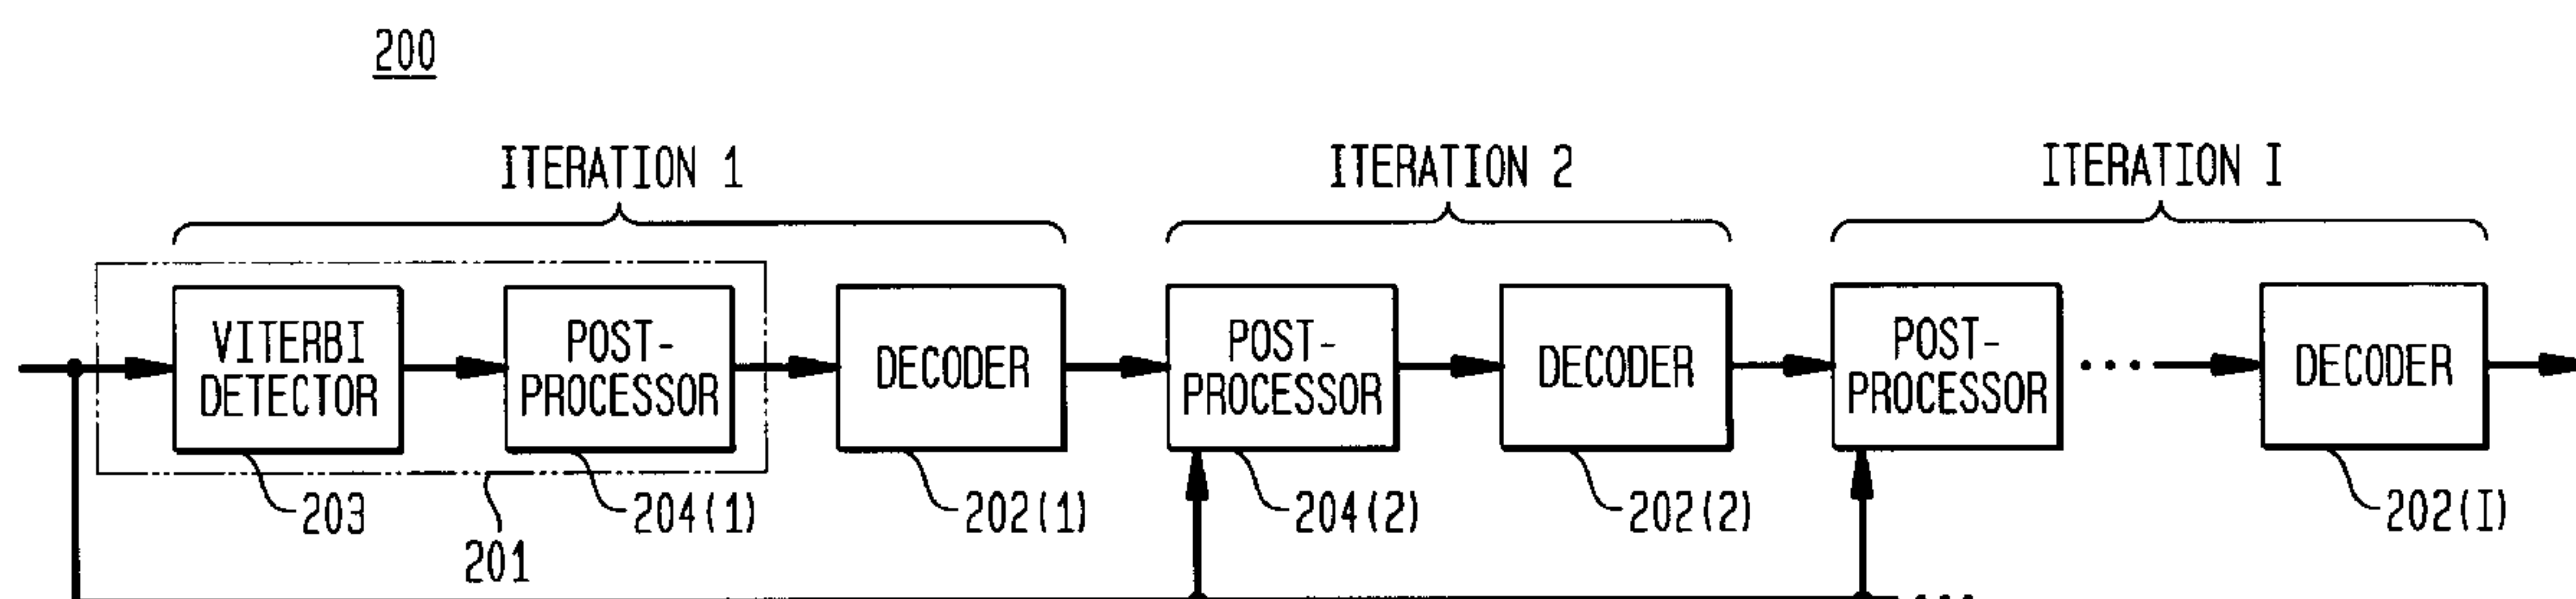 200
ITERATION 1
ITERATION 2
ITERATION I
VITERBI
DETECTOR
POST-
PROCESSOR
DECODER
POST-
PROCESSOR
DECODER
POST-
PROCESSOR
...
DECODER
203
204(1)
202(1)
204(2)
202(2)
202(I)
201